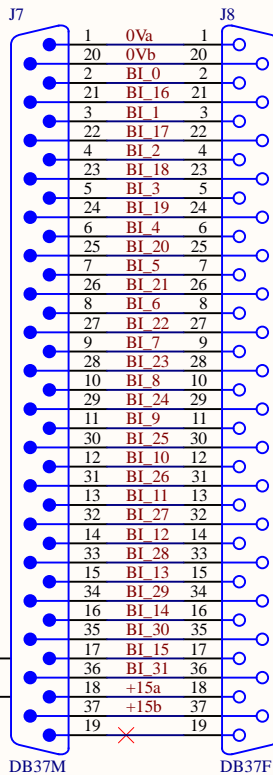 J7 J8
1 0Va 1
20 0Vb 20
2 BI_0 2
21 BI_16 21
3 BI_1 3
22 BI_17 22
4 BI_2 4
23 BI_18 23
5 BI_3 5
24 BI_19 24
6 BI_4 6
25 BI_20 25
7 BI_5 7
26 BI_21 26
8 BI_6 8
27 BI_22 27
9 BI_7 9
28 BI_23 28
10 BI_8 10
29 BI_24 29
11 BI_9 11
30 BI_25 30
12 BI_10 12
31 BI_26 31
13 BI_11 13
32 BI_27 32
14 BI_12 14
33 BI_28 33
15 BI_13 15
34 BI_29 34
16 BI_14 16
35 BI_30 35
17 BI_15 17
36 BI_31 36
18 +15a 18
37 +15b 37
19 19
DB37M DB37F